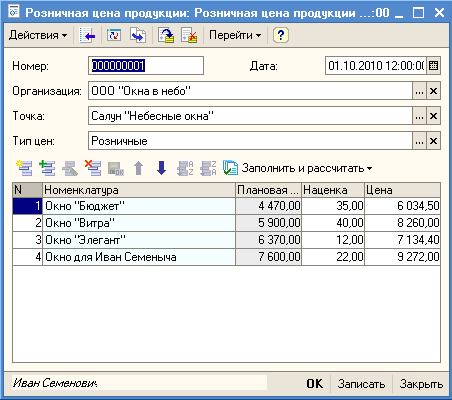 Розничная цена продукции: Розничная цена продукции ...:00
Действия Перейти ?
Номер: 000000001 Дата: 01.10.2010 12:00:00
Организация: ООО "Окна в небо" ... x
Точка: Салун "Небесные окна" ... x
Тип цен: Розничные ... x
Заполнить и рассчитать
N Номенклатура Плановая ... Наценка Цена
1 Окно "Бюджет" 4 470,00 35,00 6 034,50
2 Окно "Витра" 5 900,00 40,00 8 260,00
3 Окно "Элегант" 6 370,00 12,00 7 134,40
4 Окно для Иван Семеныча 7 600,00 22,00 9 272,00
Иван Семенович OK Записать Закрыть